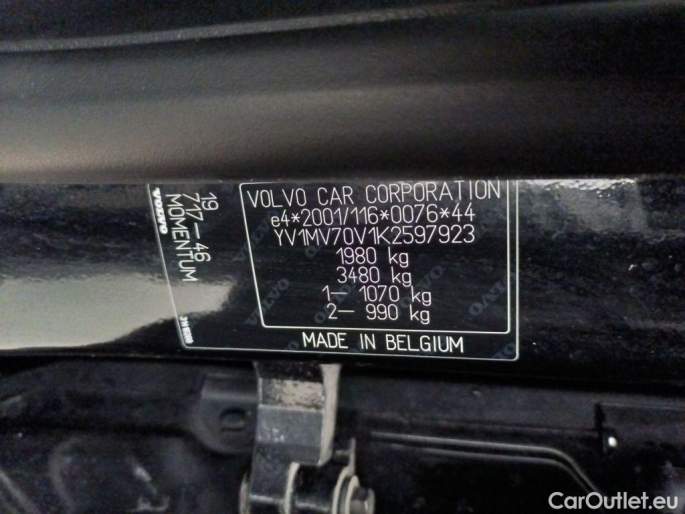 VOLVO CAR CORPORATION
e4*2001/116*0076*44
YV1MV70V1K2597923
1980 kg
3480 kg
1— 1070 kg
2— 990 kg
MADE IN BELGIUM
19
717—46
MOMENTUM
VOLVO
CarOutlet.eu